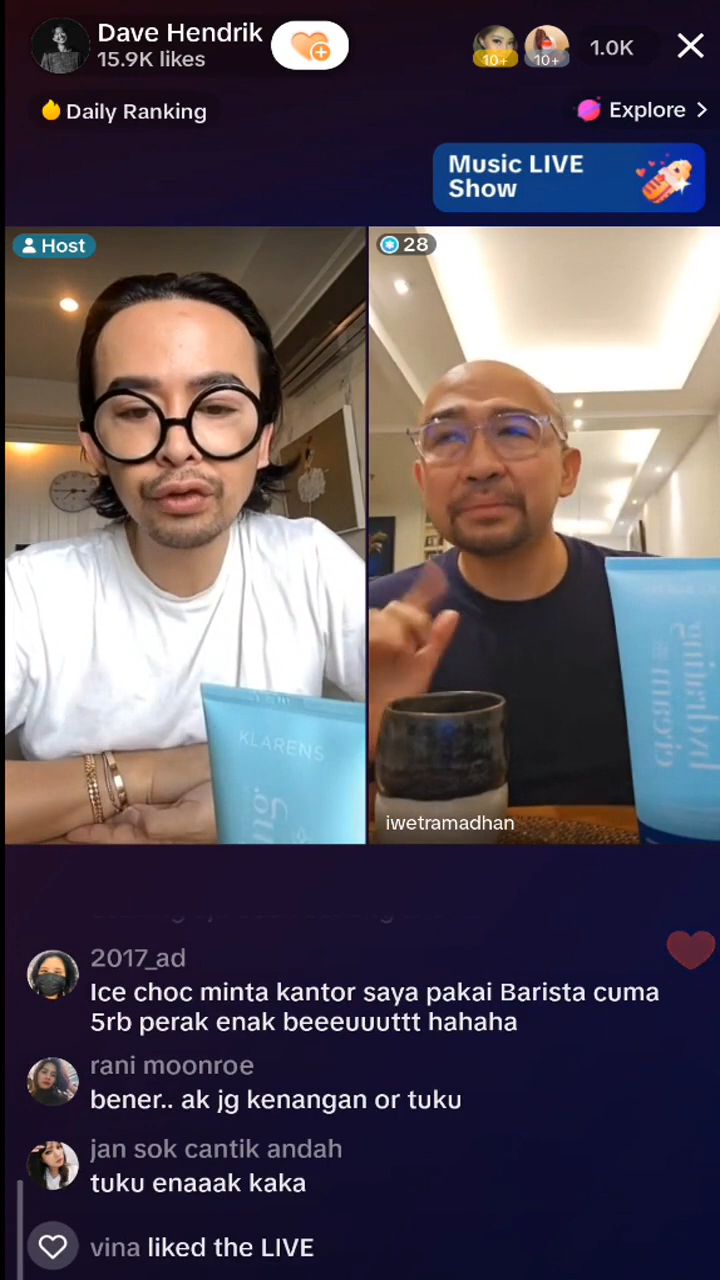 Dave Hendrik
15.9K likes
10+
10+
1.0K
Daily Ranking
Explore
Music LIVE
Show
Host
28
KLARENS
iwetramadhan
2017_ad
Ice choc minta kantor saya pakai Barista cuma
5rb perak enak beeeuuuttt hahaha
rani moonroe
bener.. ak jg kenangan or tuku
jan sok cantik andah
tuku enaaak kaka
vina liked the LIVE